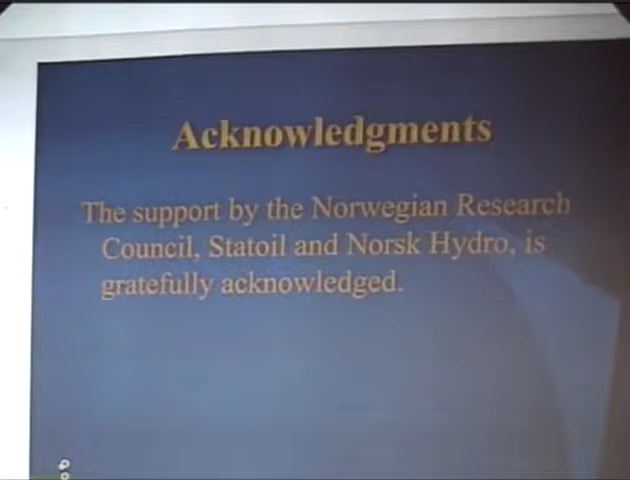 Acknowledgments
The support by the Norwegian Research
Council, Statoil and Norsk Hydro, is
gratefully acknowledged.